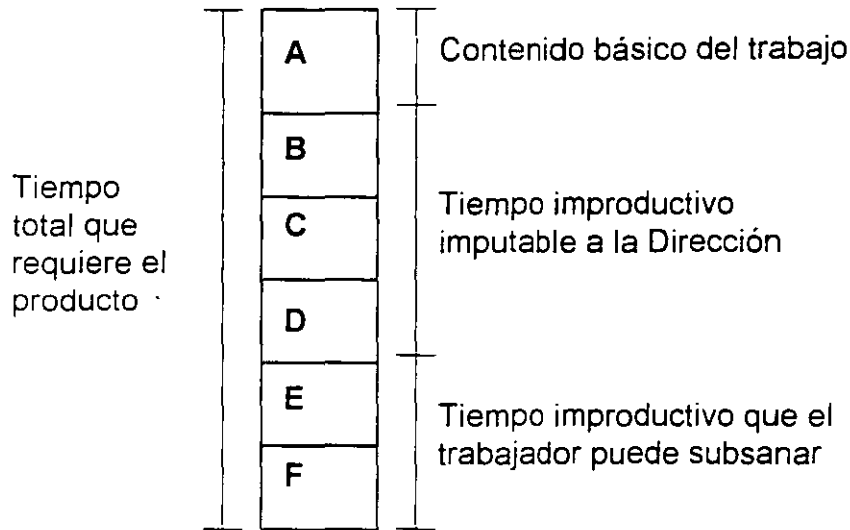 Tiempo
total que
requiere el
producto
A
B
C
D
E
F
Contenido básico del trabajo
Tiempo improductivo
imputable a la Dirección
Tiempo improductivo que el
trabajador puede subsanar